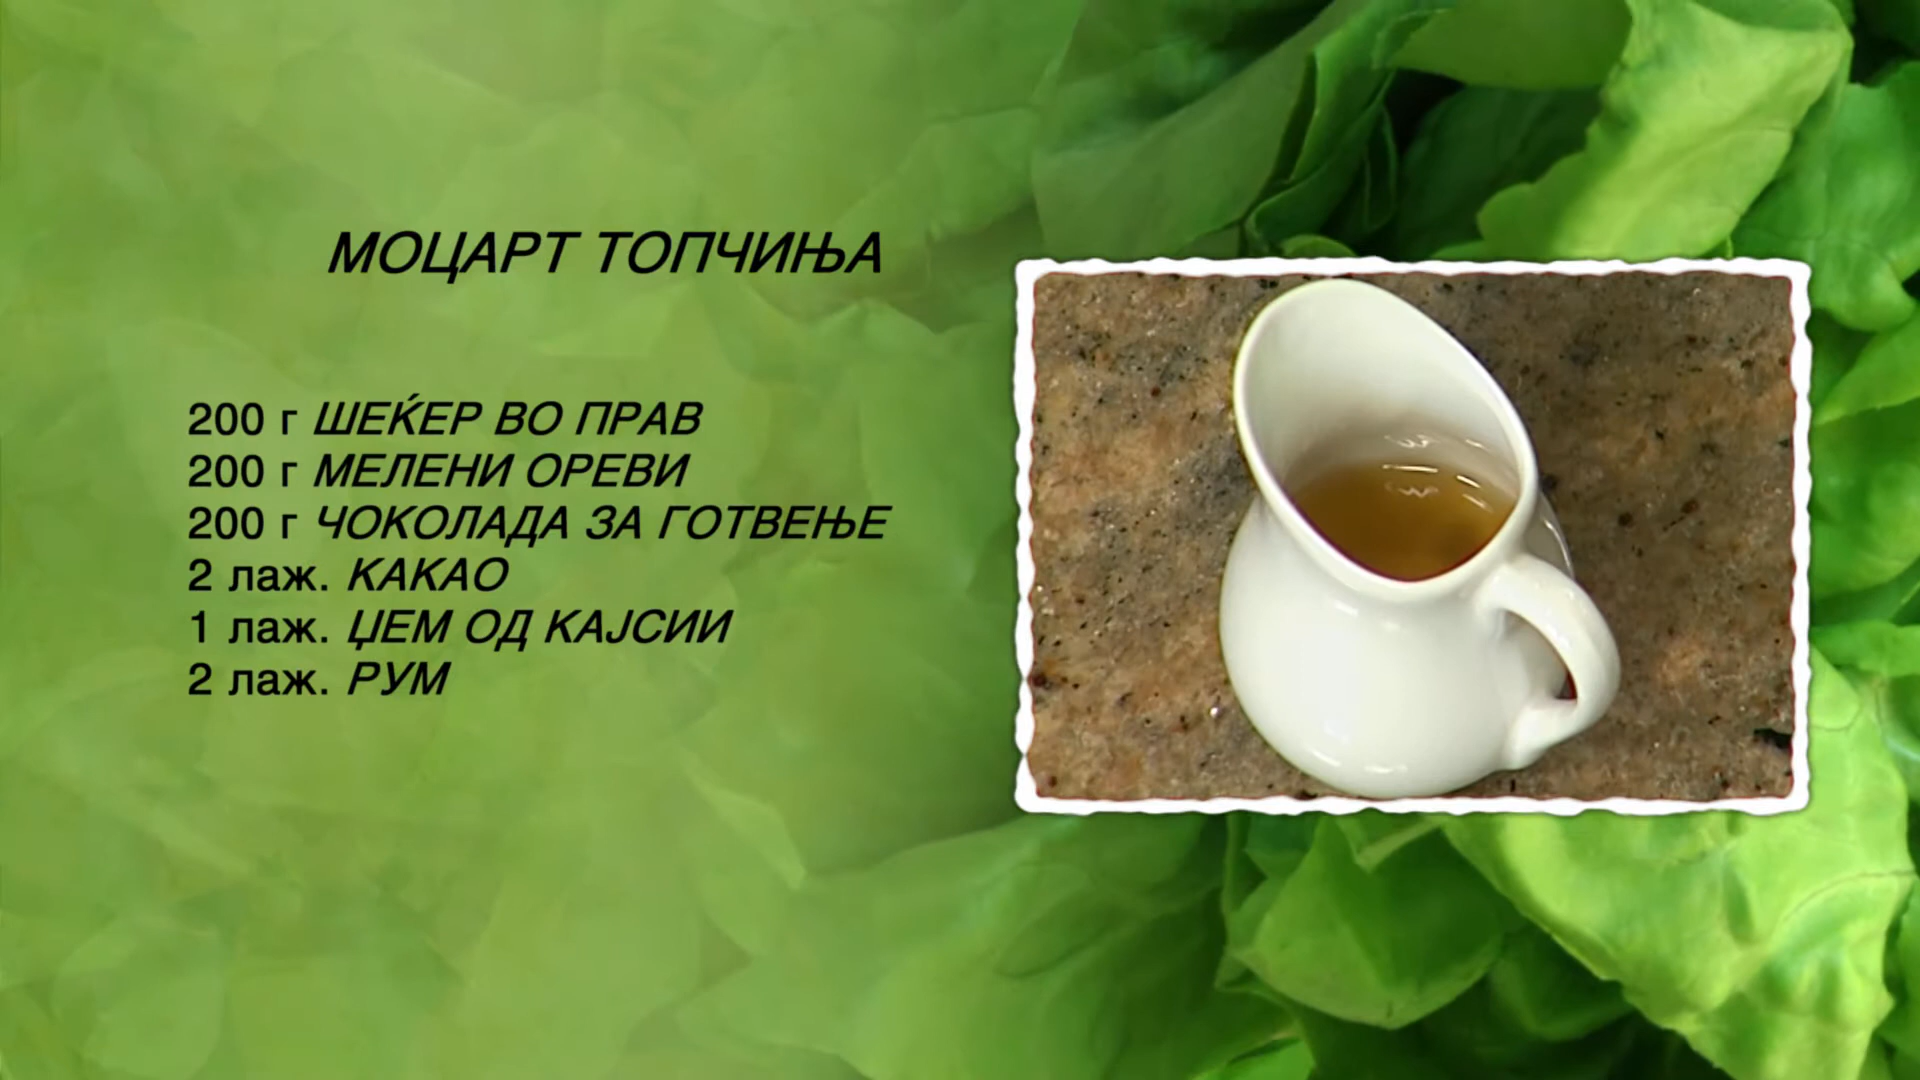 МОЦАРТ ТОПЧИЊА
200 г ШЕЌЕР ВО ПРАВ
200 г МЕЛЕНИ ОРЕВИ
200 г ЧОКОЛАДА ЗА ГОТВЕЊЕ
2 лаж. КАКАО
1 лаж. ЏЕМ ОД КАЈСИИ
2 лаж. РУМ